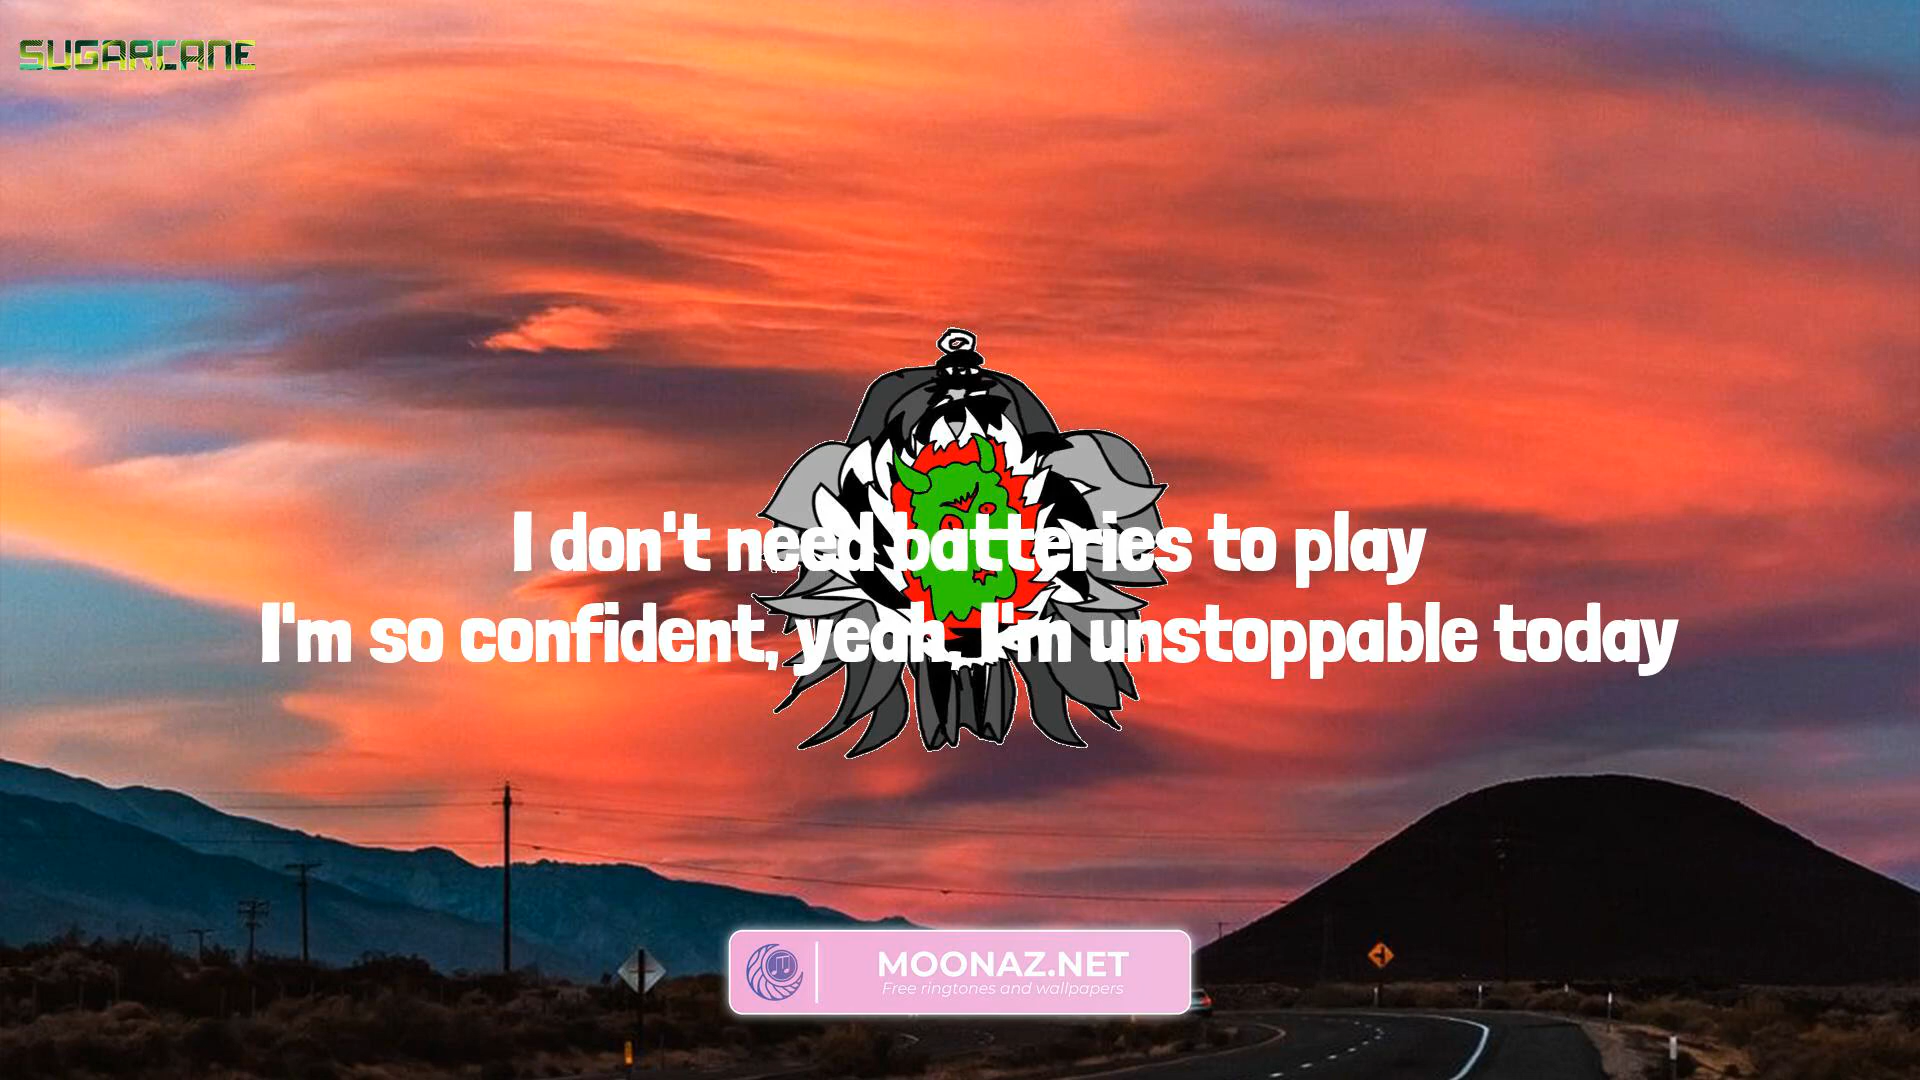 SUGARCANE
I don't need batteries to play
I'm so confident, yeah, I'm unstoppable today
MOONAZ.NET
Free ringtones and wallpapers